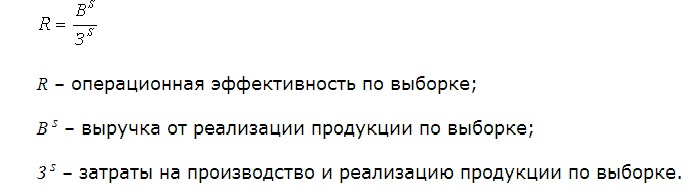 R = B^s / З^s
R – операционная эффективность по выборке;
B^s – выручка от реализации продукции по выборке;
З^s – затраты на производство и реализацию продукции по выборке.